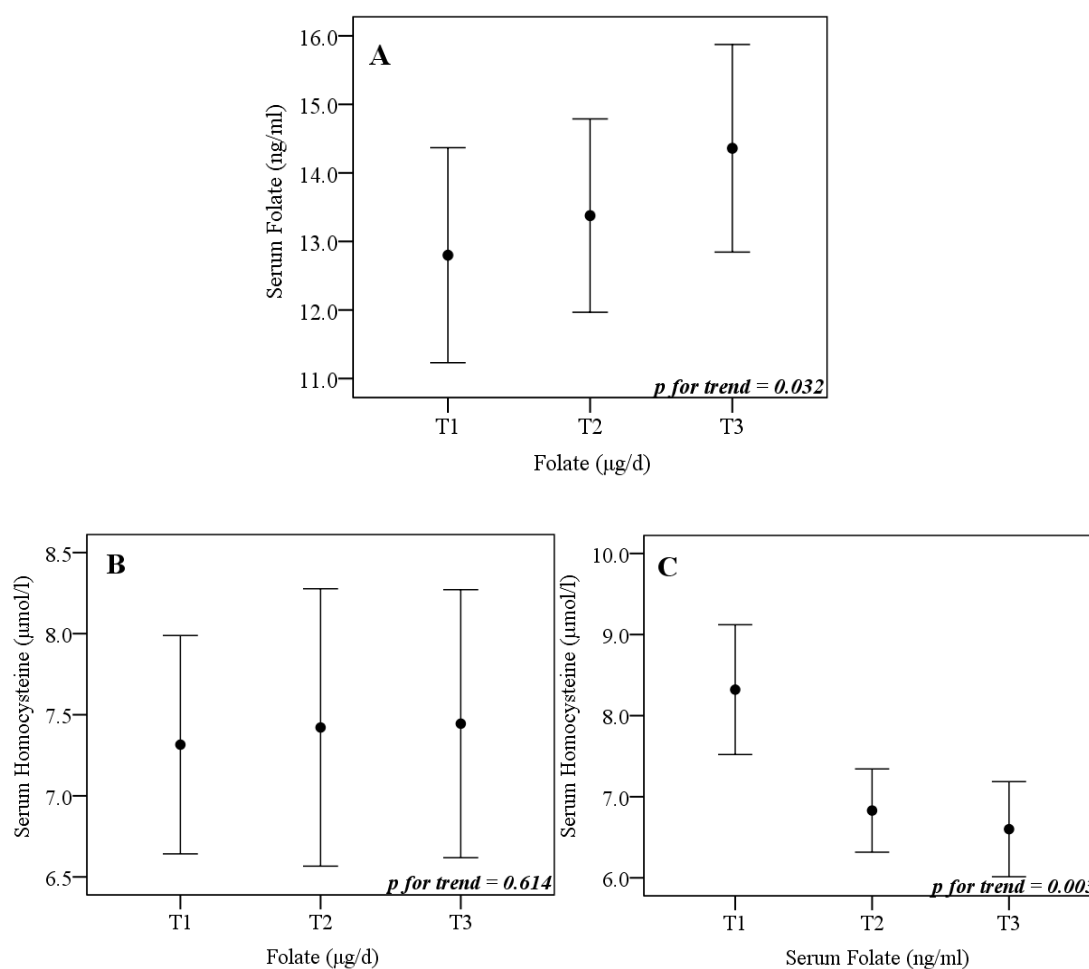 A
Serum Folate (ng/ml)
16.0
15.0
14.0
13.0
12.0
11.0
p for trend = 0.032
T1 T2 T3
Folate (µg/d)
B
Serum Homocysteine (µmol/l)
8.5
8.0
7.5
7.0
6.5
p for trend = 0.614
T1 T2 T3
Folate (µg/d)
C
Serum Homocysteine (µmol/l)
10.0
9.0
8.0
7.0
6.0
p for trend = 0.003
T1 T2 T3
Serum Folate (ng/ml)